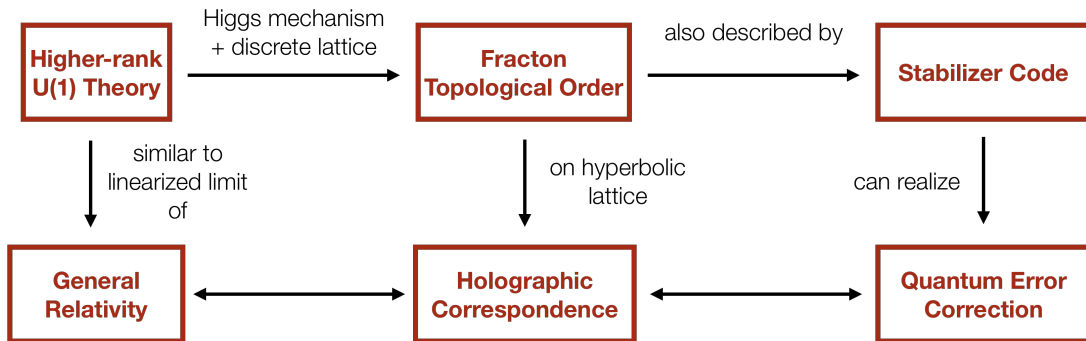 Higher-rank
U(1) Theory
Higgs mechanism
+ discrete lattice
Fracton
Topological Order
also described by
Stabilizer Code
similar to
linearized limit
of
on hyperbolic
lattice
can realize
General
Relativity
Holographic
Correspondence
Quantum Error
Correction